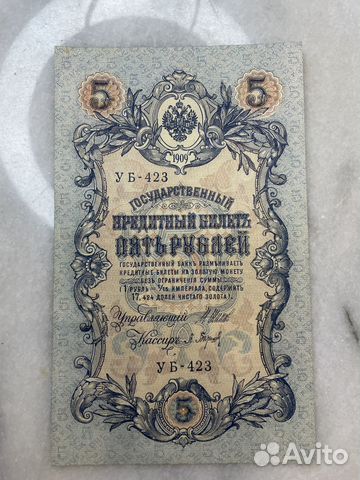 5 5
1909
УБ-423
ГОСУДАРСТВЕННЫЙ
КРЕДИТНЫЙ БИЛЕТЪ
ПЯТЬ РУБЛЕЙ
ГОСУДАРСТВЕННЫЙ БАНКЪ РАЗМѢНИВАЕТЪ
КРЕДИТНЫЕ БИЛЕТЫ НА ЗОЛОТУЮ МОНЕТУ
БЕЗЪ ОГРАНИЧЕНІЯ СУММЫ
(1 РУБЛЬ = 1/15 ИМПЕРІАЛА, СОДЕРЖИТЪ
17,424 ДОЛЕЙ ЧИСТАГО ЗОЛОТА).
Управляющій
Кассиръ
УБ-423
5
Avito